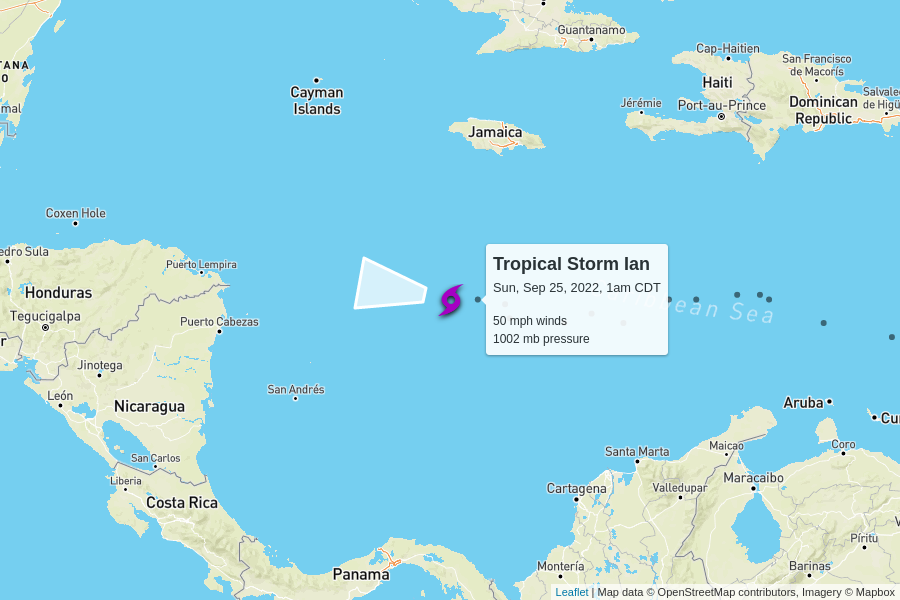 Guantanamo
Cap-Haitien
San Francisco
de Macorís
TANA
O
Haiti
Cayman
Islands
Salvale
de Higü
Jérémie
Port-au-Prince
Dominican
Republic
mal
Jamaica
Coxen Hole
edro Sula
Puerto Lempira
Tropical Storm Ian
Sun, Sep 25, 2022, 1am CDT
50 mph winds
1002 mb pressure
ean Sea
Honduras
Tegucigalpa
Puerto Cabezas
r
Jinotega
San Andrés
León
Nicaragua
Aruba
Cu
San Carlos
Liberia
Santa Marta
Maicao
Coro
Costa Rica
Cartagena
Valledupar
Maracaibo
V
Píritu
Panama
Montería
Barinas
Leaflet | Map data © OpenStreetMap contributors, Imagery © Mapbox